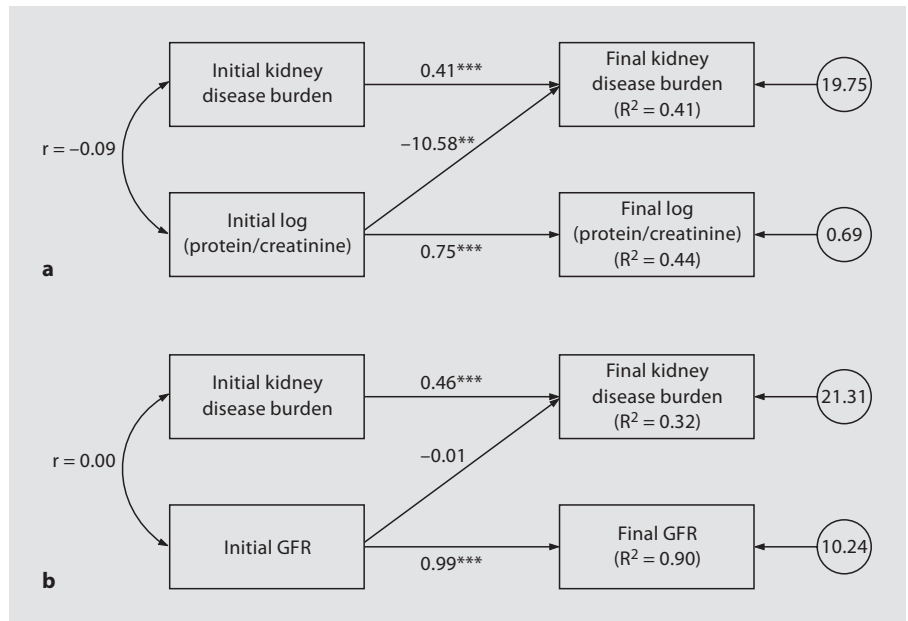 Initial kidney
disease burden
0.41***
Final kidney
disease burden
(R² = 0.41)
19.75
r = –0.09
–10.58**
Initial log
(protein/creatinine)
0.75***
Final log
(protein/creatinine)
(R² = 0.44)
0.69
a
Initial kidney
disease burden
0.46***
Final kidney
disease burden
(R² = 0.32)
21.31
r = 0.00
–0.01
Initial GFR
0.99***
Final GFR
(R² = 0.90)
10.24
b